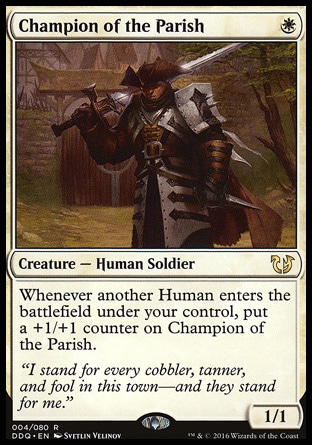 Champion of the Parish
Creature — Human Soldier
Whenever another Human enters the
battlefield under your control, put
a +1/+1 counter on Champion of
the Parish.
“I stand for every cobbler, tanner,
and fool in this town—and they stand
for me.”
1/1
004/080 R
DDQ • EN SVETLIN VELINOV
™ & © 2016 Wizards of the Coast